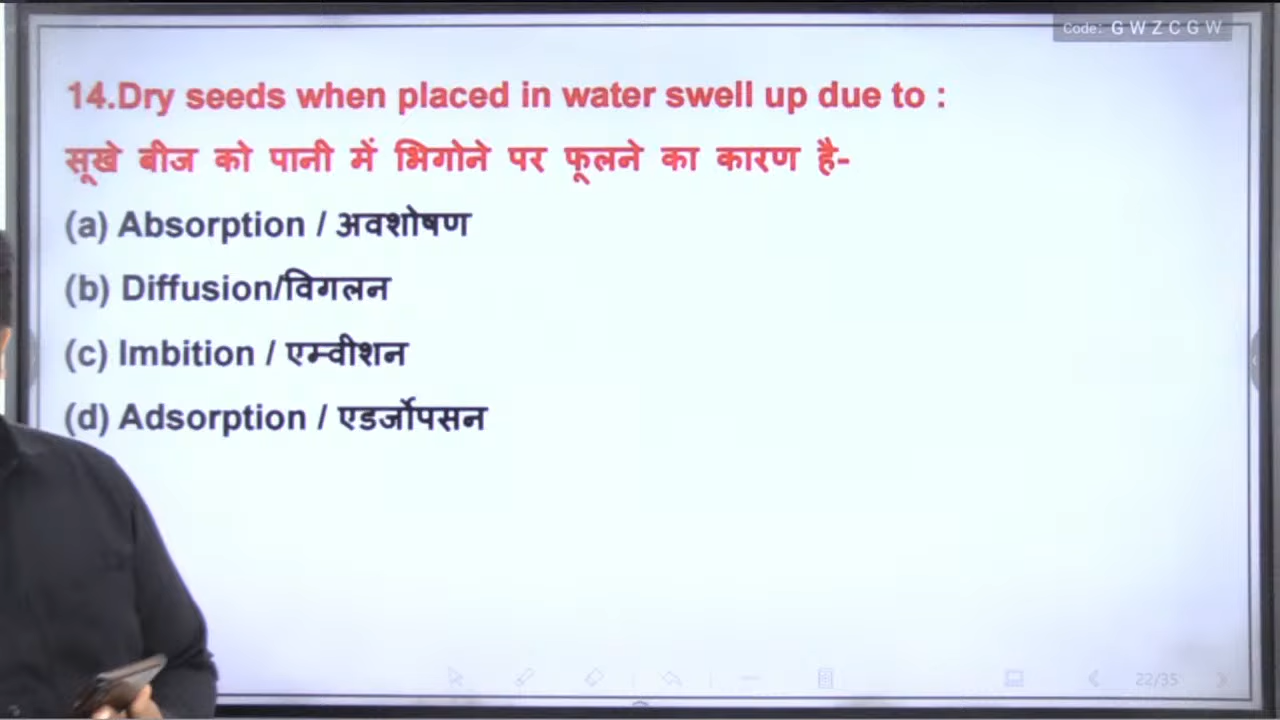 Code: G W Z C G W
14.Dry seeds when placed in water swell up due to :
सूखे बीज को पानी में भिगोने पर फूलने का कारण है-
(a) Absorption / अवशोषण
(b) Diffusion/विगलन
(c) Imbition / एम्वीशन
(d) Adsorption / एडर्जोपसन
22/35